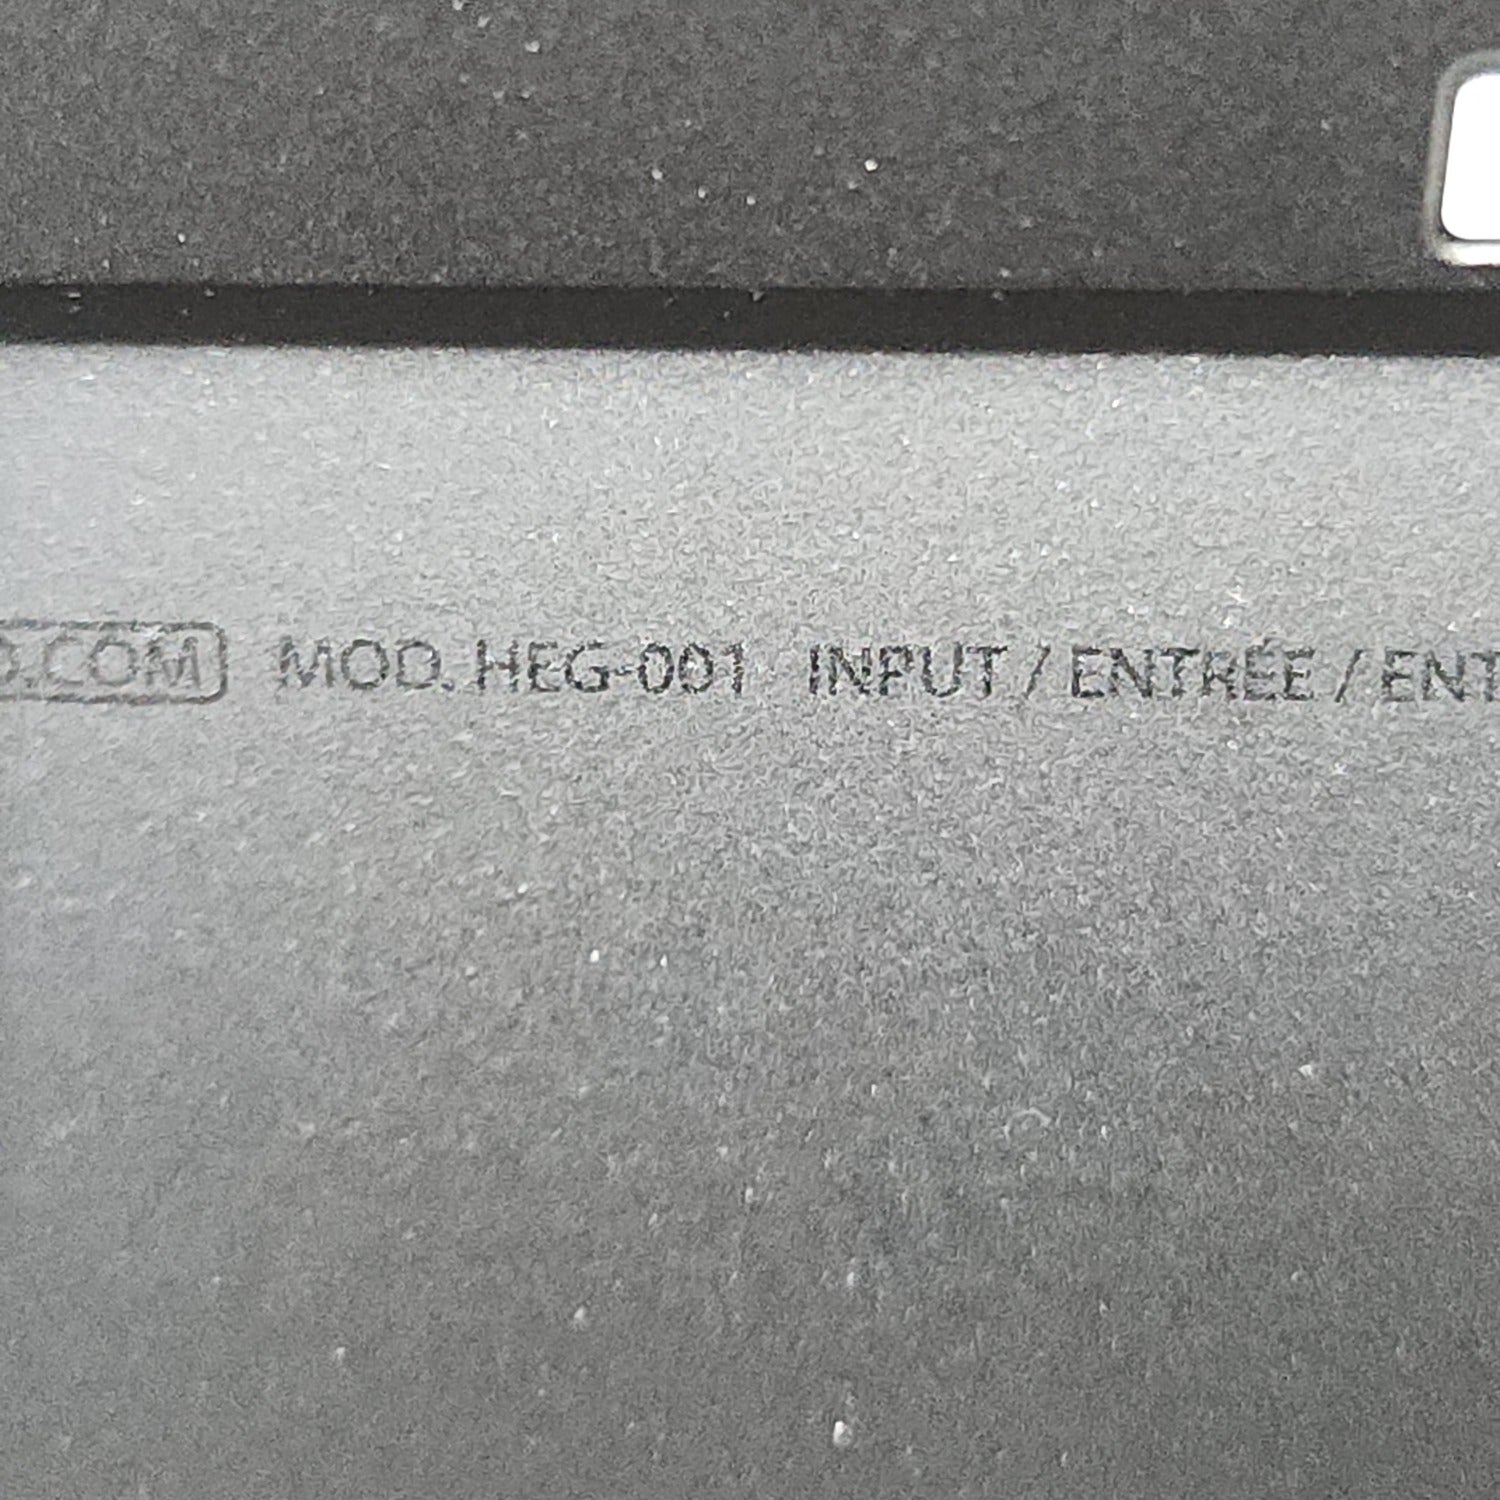 D.COM MOD. HEG-001 INPUT / ENTRÉE / ENT